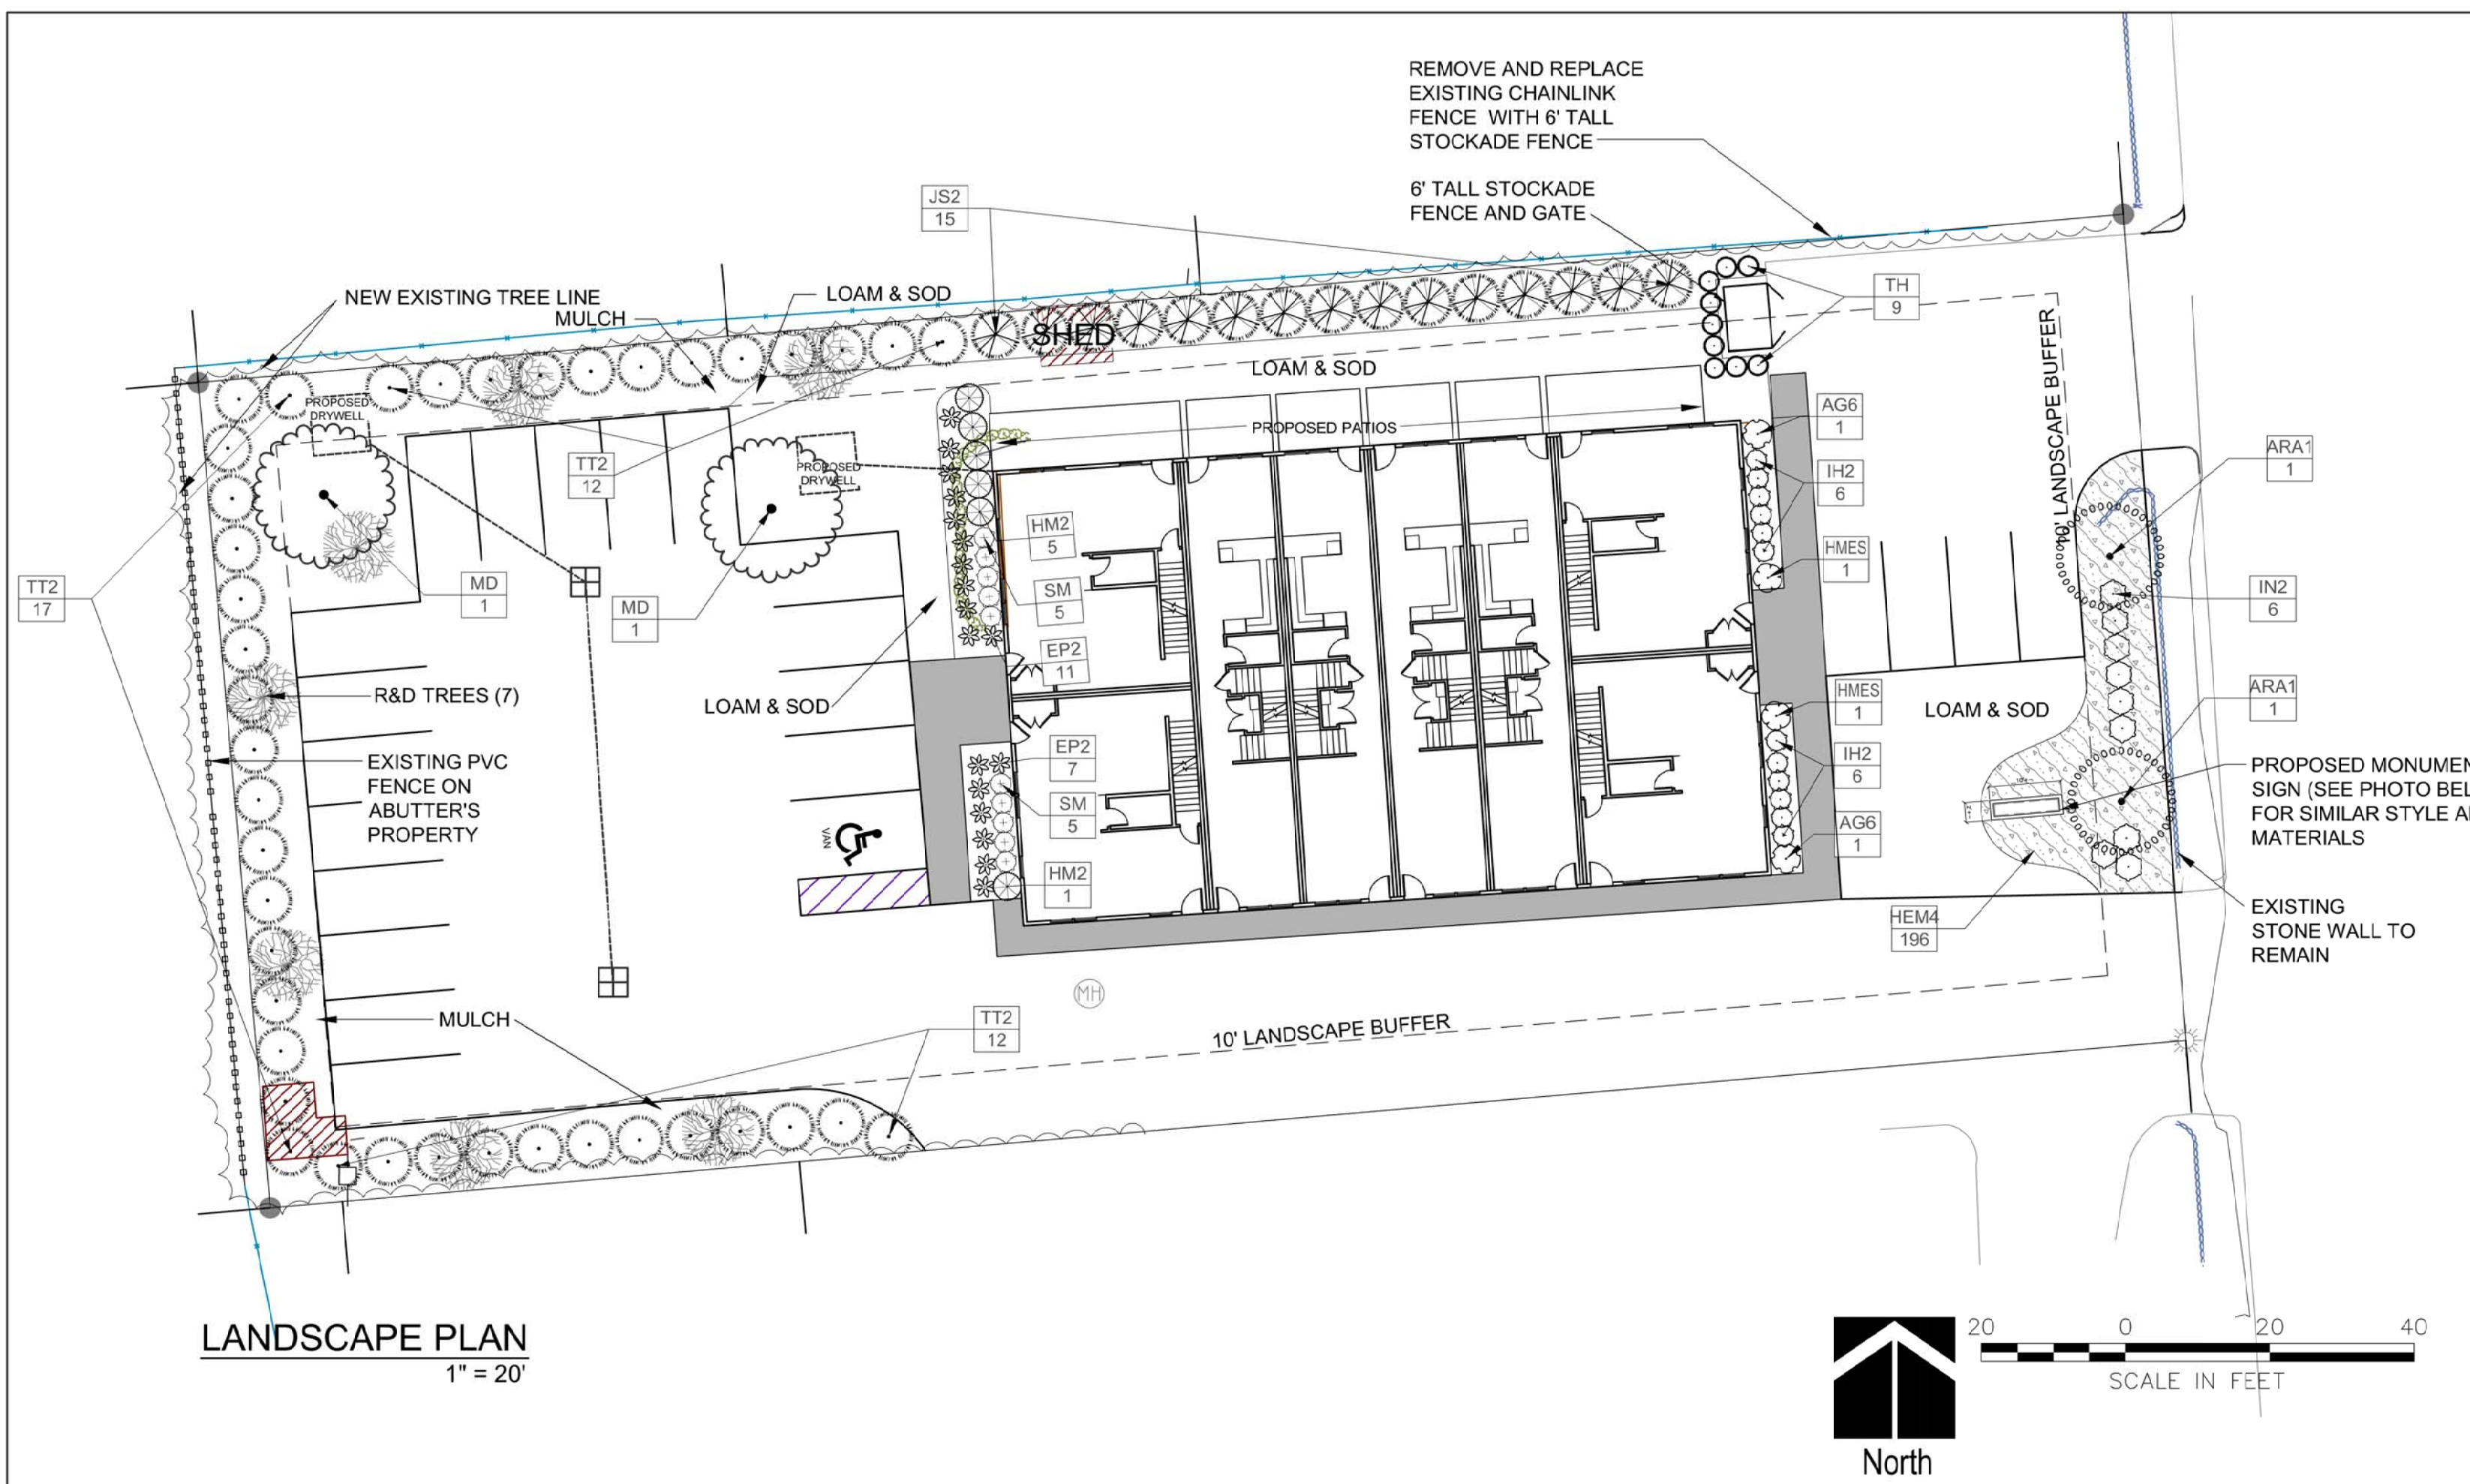 REMOVE AND REPLACE
EXISTING CHAINLINK
FENCE WITH 6' TALL
STOCKADE FENCE
6' TALL STOCKADE
FENCE AND GATE
JS2
15
NEW EXISTING TREE LINE
MULCH
LOAM & SOD
SHED
TH
9
LOAM & SOD
10' LANDSCAPE BUFFER
PROPOSED
DRYWELL
PROPOSED PATIOS
AG6
1
TT2
12
PROPOSED
DRYWELL
IH2
6
ARA1
1
HM2
5
HMES
1
TT2
17
MD
1
MD
1
SM
5
IN2
6
EP2
11
R&D TREES (7)
LOAM & SOD
HMES
1
LOAM & SOD
ARA1
1
EXISTING PVC
FENCE ON
ABUTTER'S
PROPERTY
EP2
7
IH2
6
PROPOSED MONUMEN
SIGN (SEE PHOTO BEL
FOR SIMILAR STYLE A
MATERIALS
SM
5
VAN
AG6
1
HM2
1
HEM4
196
EXISTING
STONE WALL TO
REMAIN
MH
MULCH
TT2
12
10' LANDSCAPE BUFFER
LANDSCAPE PLAN
1" = 20'
20 0 20 40
SCALE IN FEET
North